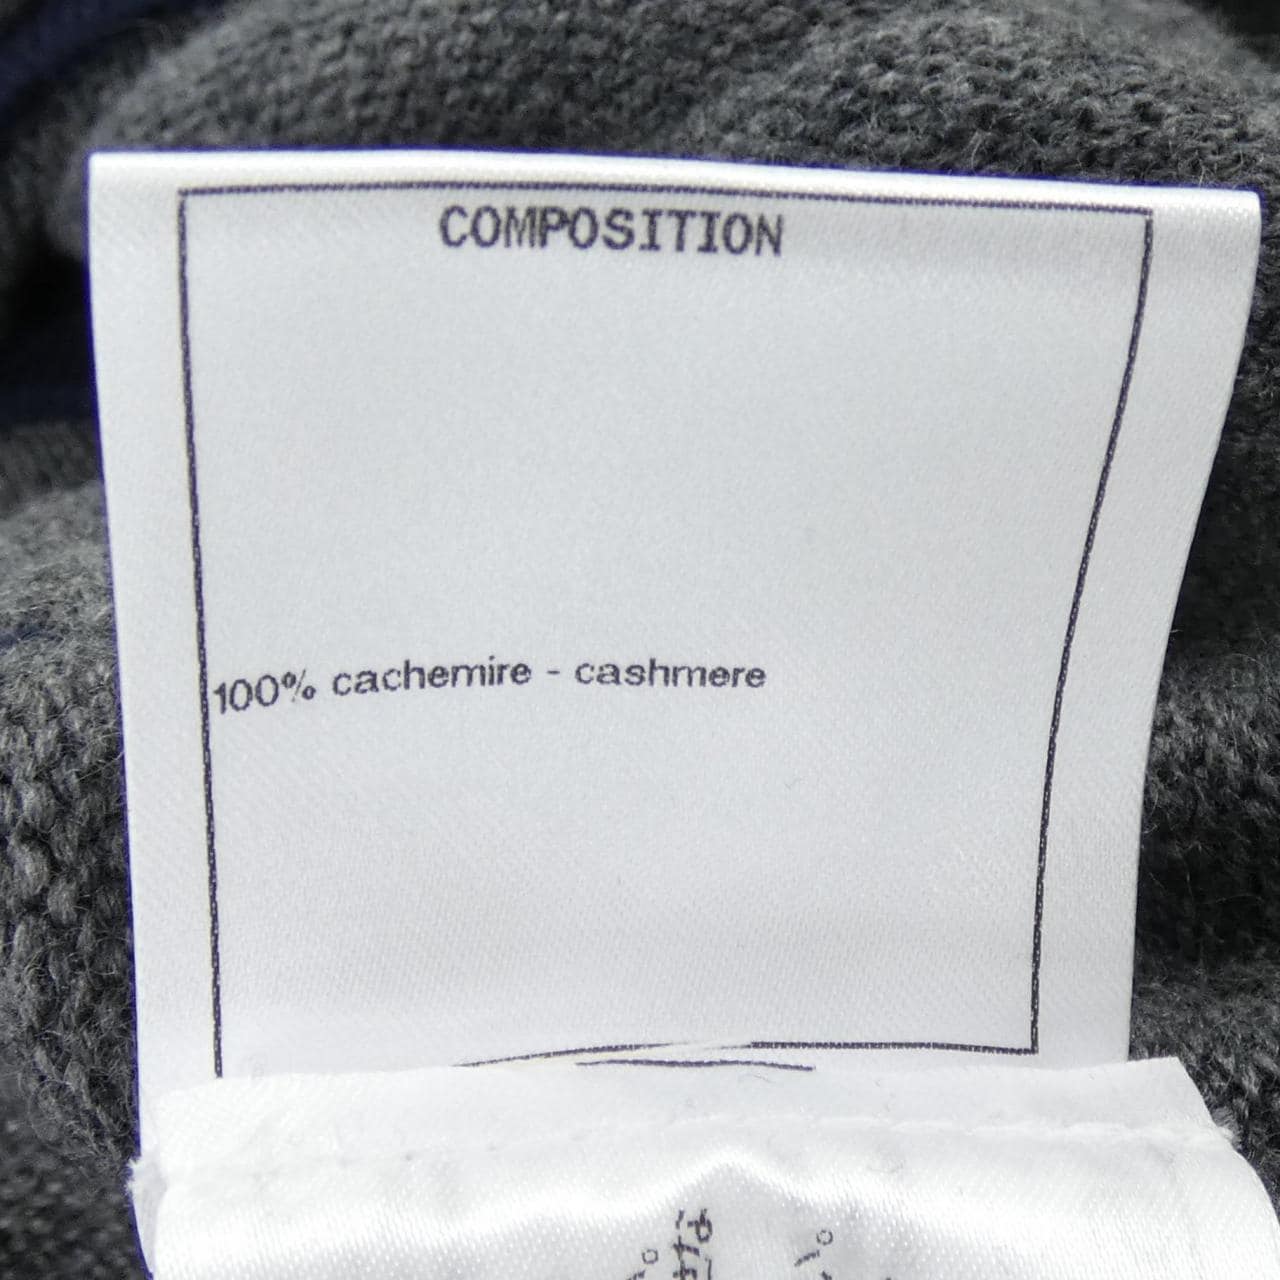 COMPOSITION
100% cachemire - cashmere